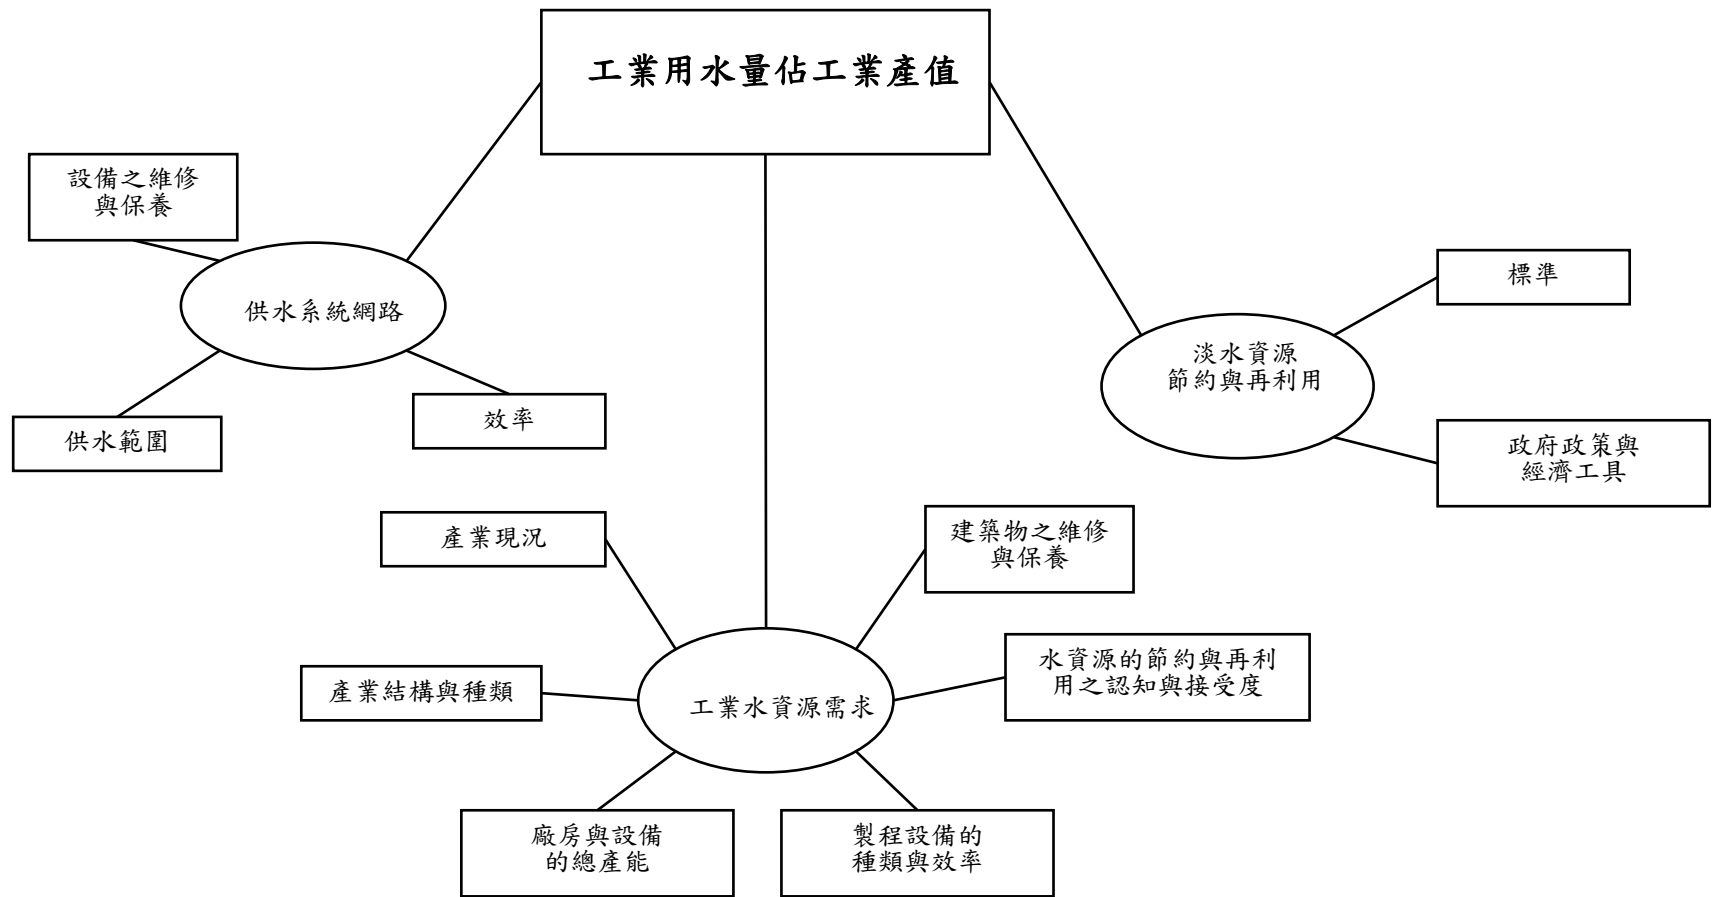 工業用水量佔工業產值
設備之維修
與保養
供水系統網路
供水範圍
效率
標準
淡水資源
節約與再利用
政府政策與
經濟工具
產業現況
建築物之維修
與保養
產業結構與種類
工業水資源需求
水資源的節約與再利
用之認知與接受度
廠房與設備
的總產能
製程設備的
種類與效率